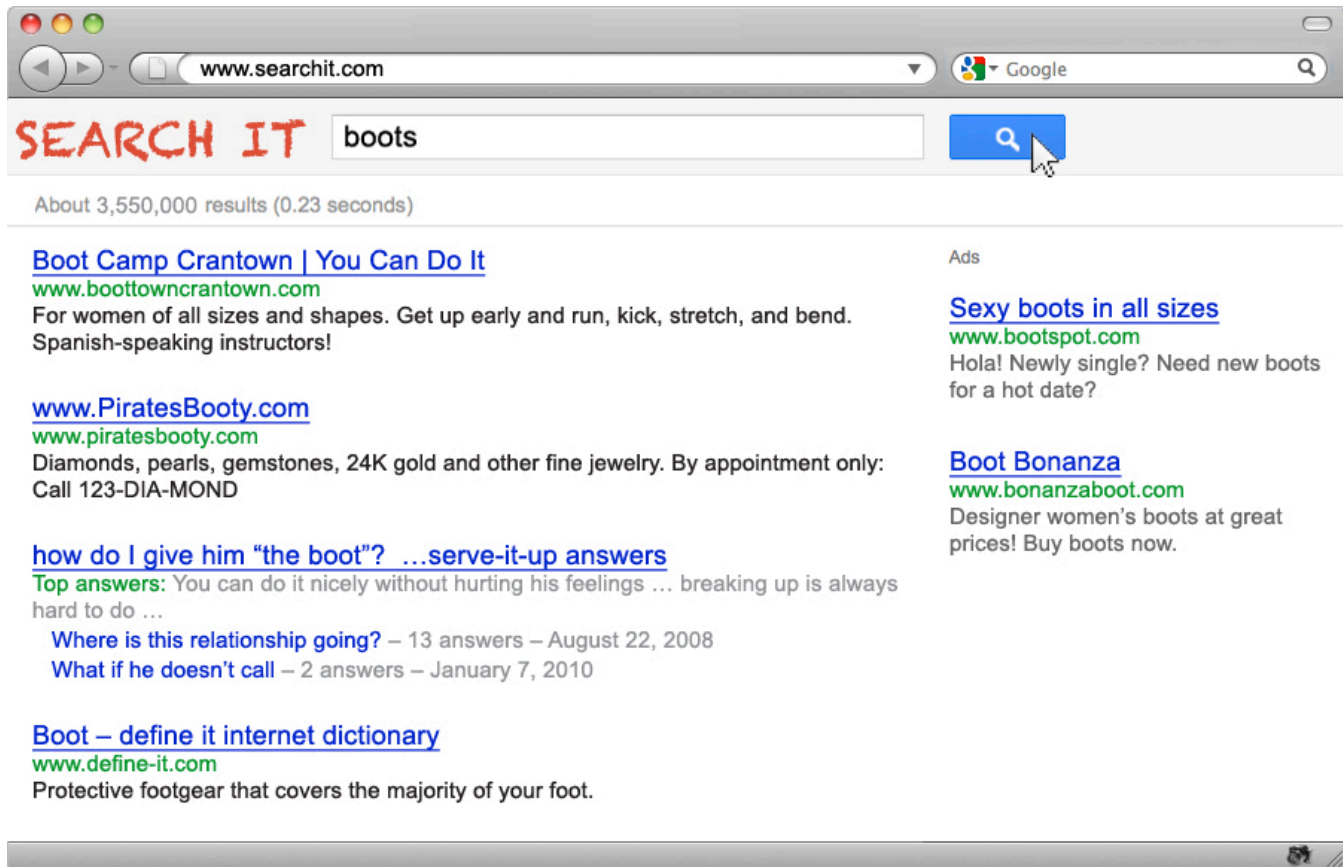 www.searchit.com
Google
SEARCH IT
boots
About 3,550,000 results (0.23 seconds)
Boot Camp Crantown | You Can Do It
www.boottowncrantown.com
For women of all sizes and shapes. Get up early and run, kick, stretch, and bend.
Spanish-speaking instructors!
www.PiratesBooty.com
www.piratesbooty.com
Diamonds, pearls, gemstones, 24K gold and other fine jewelry. By appointment only:
Call 123-DIA-MOND
how do I give him “the boot”? …serve-it-up answers
Top answers: You can do it nicely without hurting his feelings … breaking up is always
hard to do …
Where is this relationship going? – 13 answers – August 22, 2008
What if he doesn’t call – 2 answers – January 7, 2010
Boot – define it internet dictionary
www.define-it.com
Protective footgear that covers the majority of your foot.
Ads
Sexy boots in all sizes
www.bootspot.com
Hola! Newly single? Need new boots
for a hot date?
Boot Bonanza
www.bonanzaboot.com
Designer women’s boots at great
prices! Buy boots now.